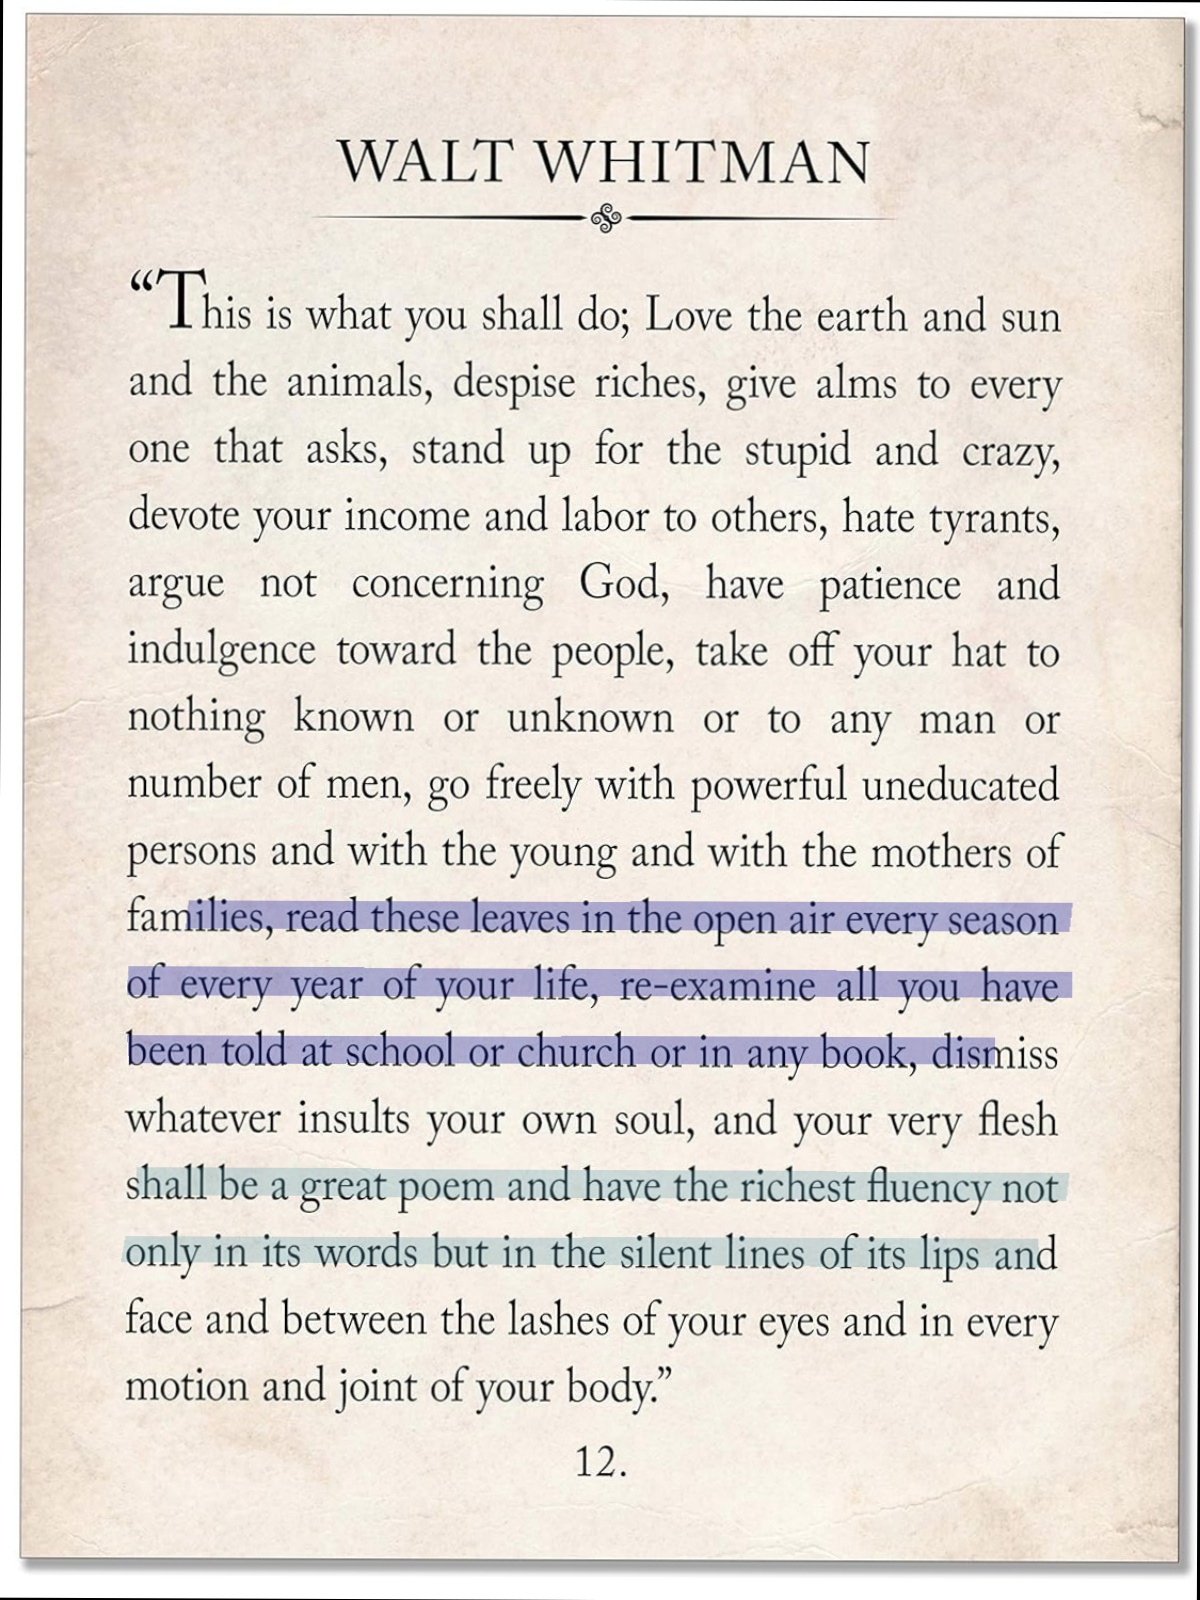 WALT WHITMAN
“This is what you shall do; Love the earth and sun
and the animals, despise riches, give alms to every
one that asks, stand up for the stupid and crazy,
devote your income and labor to others, hate tyrants,
argue not concerning God, have patience and
indulgence toward the people, take off your hat to
nothing known or unknown or to any man or
number of men, go freely with powerful uneducated
persons and with the young and with the mothers of
families, read these leaves in the open air every season
of every year of your life, re-examine all you have
been told at school or church or in any book, dismiss
whatever insults your own soul, and your very flesh
shall be a great poem and have the richest fluency not
only in its words but in the silent lines of its lips and
face and between the lashes of your eyes and in every
motion and joint of your body.”
12.